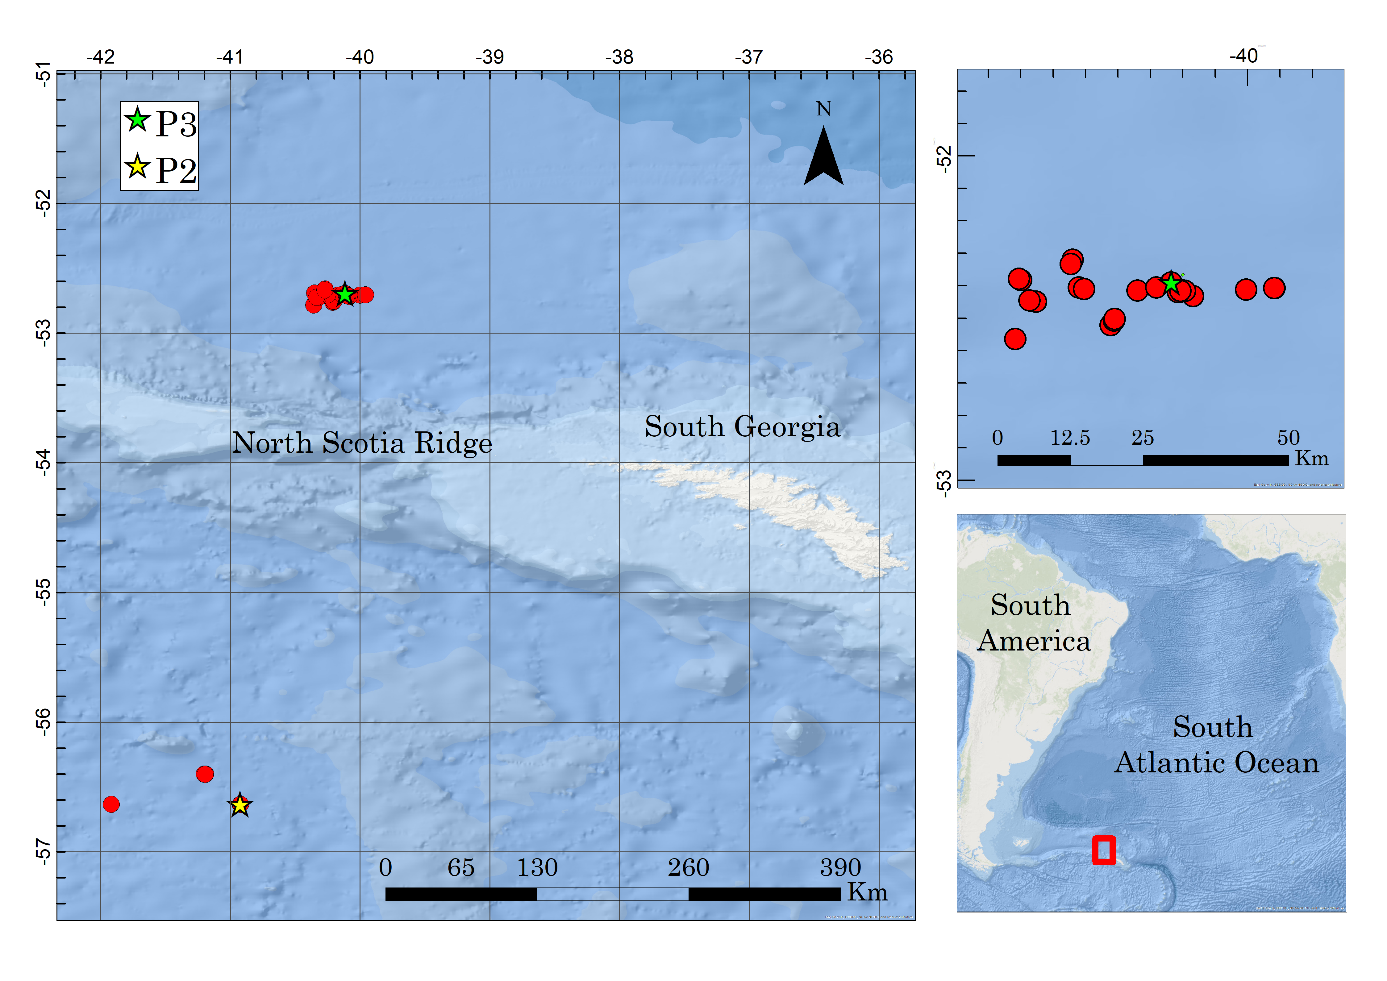 -42 -41 -40 -39 -38 -37 -36
-51
-52
-53
-54
-55
-56
-57
P3
P2
N
North Scotia Ridge
South Georgia
0 65 130 260 390
Km
-40
-52
-53
0 12.5 25 50
Km
South
America
South
Atlantic Ocean